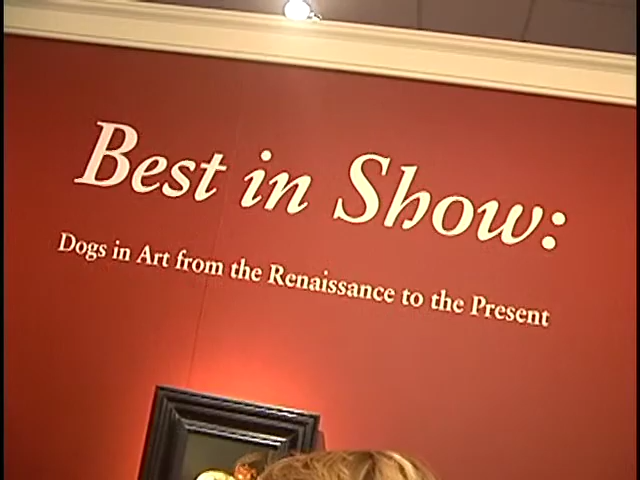 Best in Show:
Dogs in Art from the Renaissance to the Present